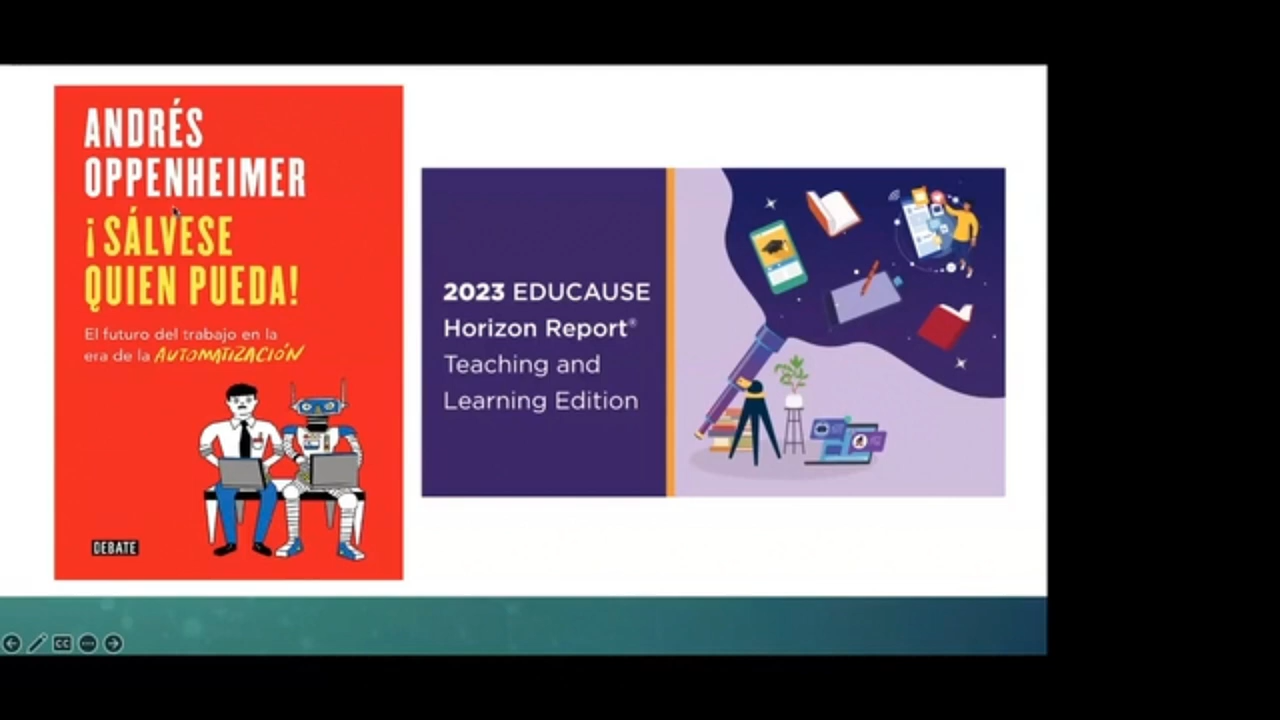 ANDRÉS
OPPENHEIMER
¡SÁLVESE
QUIEN PUEDA!
El futuro del trabajo en la
era de la AUTOMATIZACIÓN
DEBATE
2023 EDUCAUSE
Horizon Report®
Teaching and
Learning Edition
CC